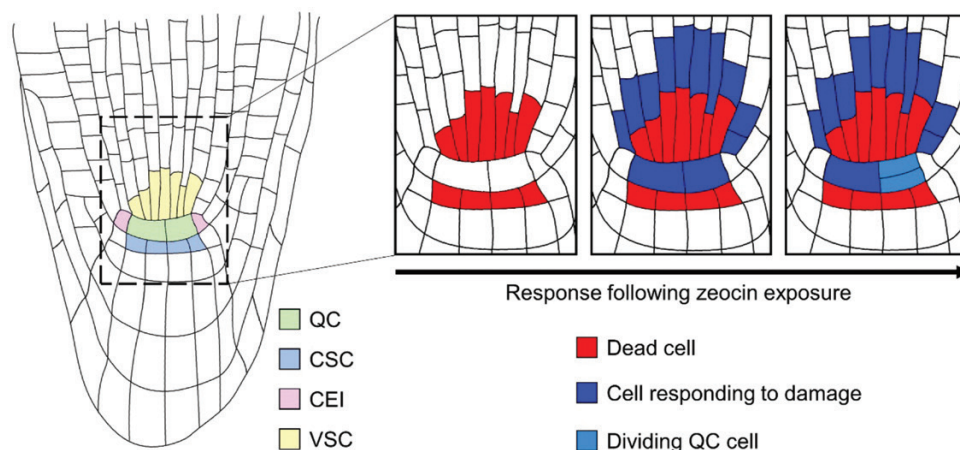 Response following zeocin exposure
QC
CSC
CEI
VSC
Dead cell
Cell responding to damage
Dividing QC cell